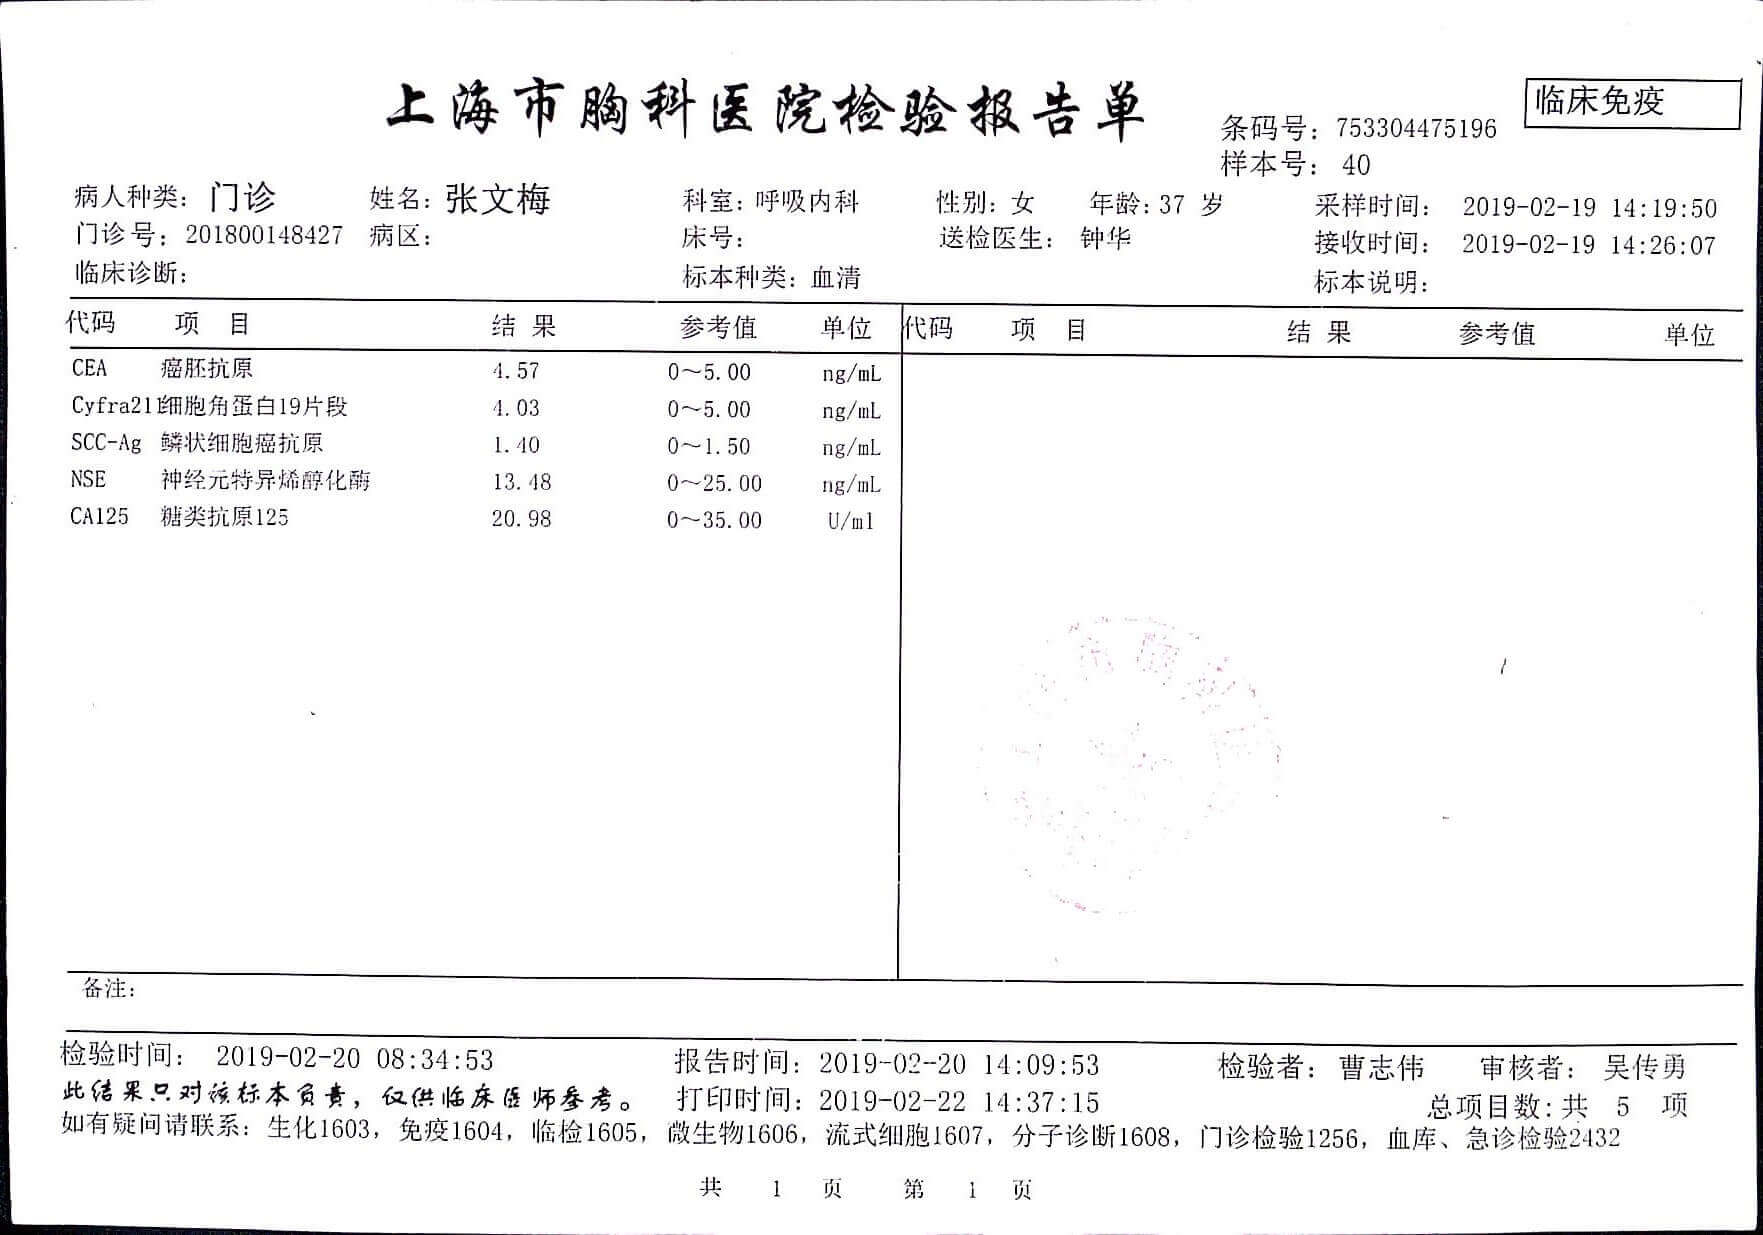 上海市胸科医院检验报告单
临床免疫
条码号: 753304475196
样本号: 40
病人种类: 门诊 姓名: 张文梅 科室: 呼吸内科 性别: 女 年龄: 37 岁 采样时间: 2019-02-19 14:19:50
门诊号: 201800148427 病区: 床号: 送检医生: 钟华 接收时间: 2019-02-19 14:26:07
临床诊断: 标本种类: 血清 标本说明:
代码 项 目 结 果 参考值 单位 代码 项 目 结 果 参考值 单位
CEA 癌胚抗原 4.57 0～5.00 ng/mL
Cyfra211细胞角蛋白19片段 4.03 0～5.00 ng/mL
SCC-Ag 鳞状细胞癌抗原 1.40 0～1.50 ng/mL
NSE 神经元特异烯醇化酶 13.48 0～25.00 ng/mL
CA125 糖类抗原125 20.98 0～35.00 U/ml
备注:
检验时间: 2019-02-20 08:34:53 报告时间: 2019-02-20 14:09:53 检验者: 曹志伟 审核者: 吴传勇
此结果只对该标本负责，仅供临床医师参考。 打印时间: 2019-02-22 14:37:15 总项目数: 共 5 项
如有疑问请联系: 生化1603, 免疫1604, 临检1605, 微生物1606, 流式细胞1607, 分子诊断1608, 门诊检验1256, 血库、急诊检验2432
共 1 页 第 1 页